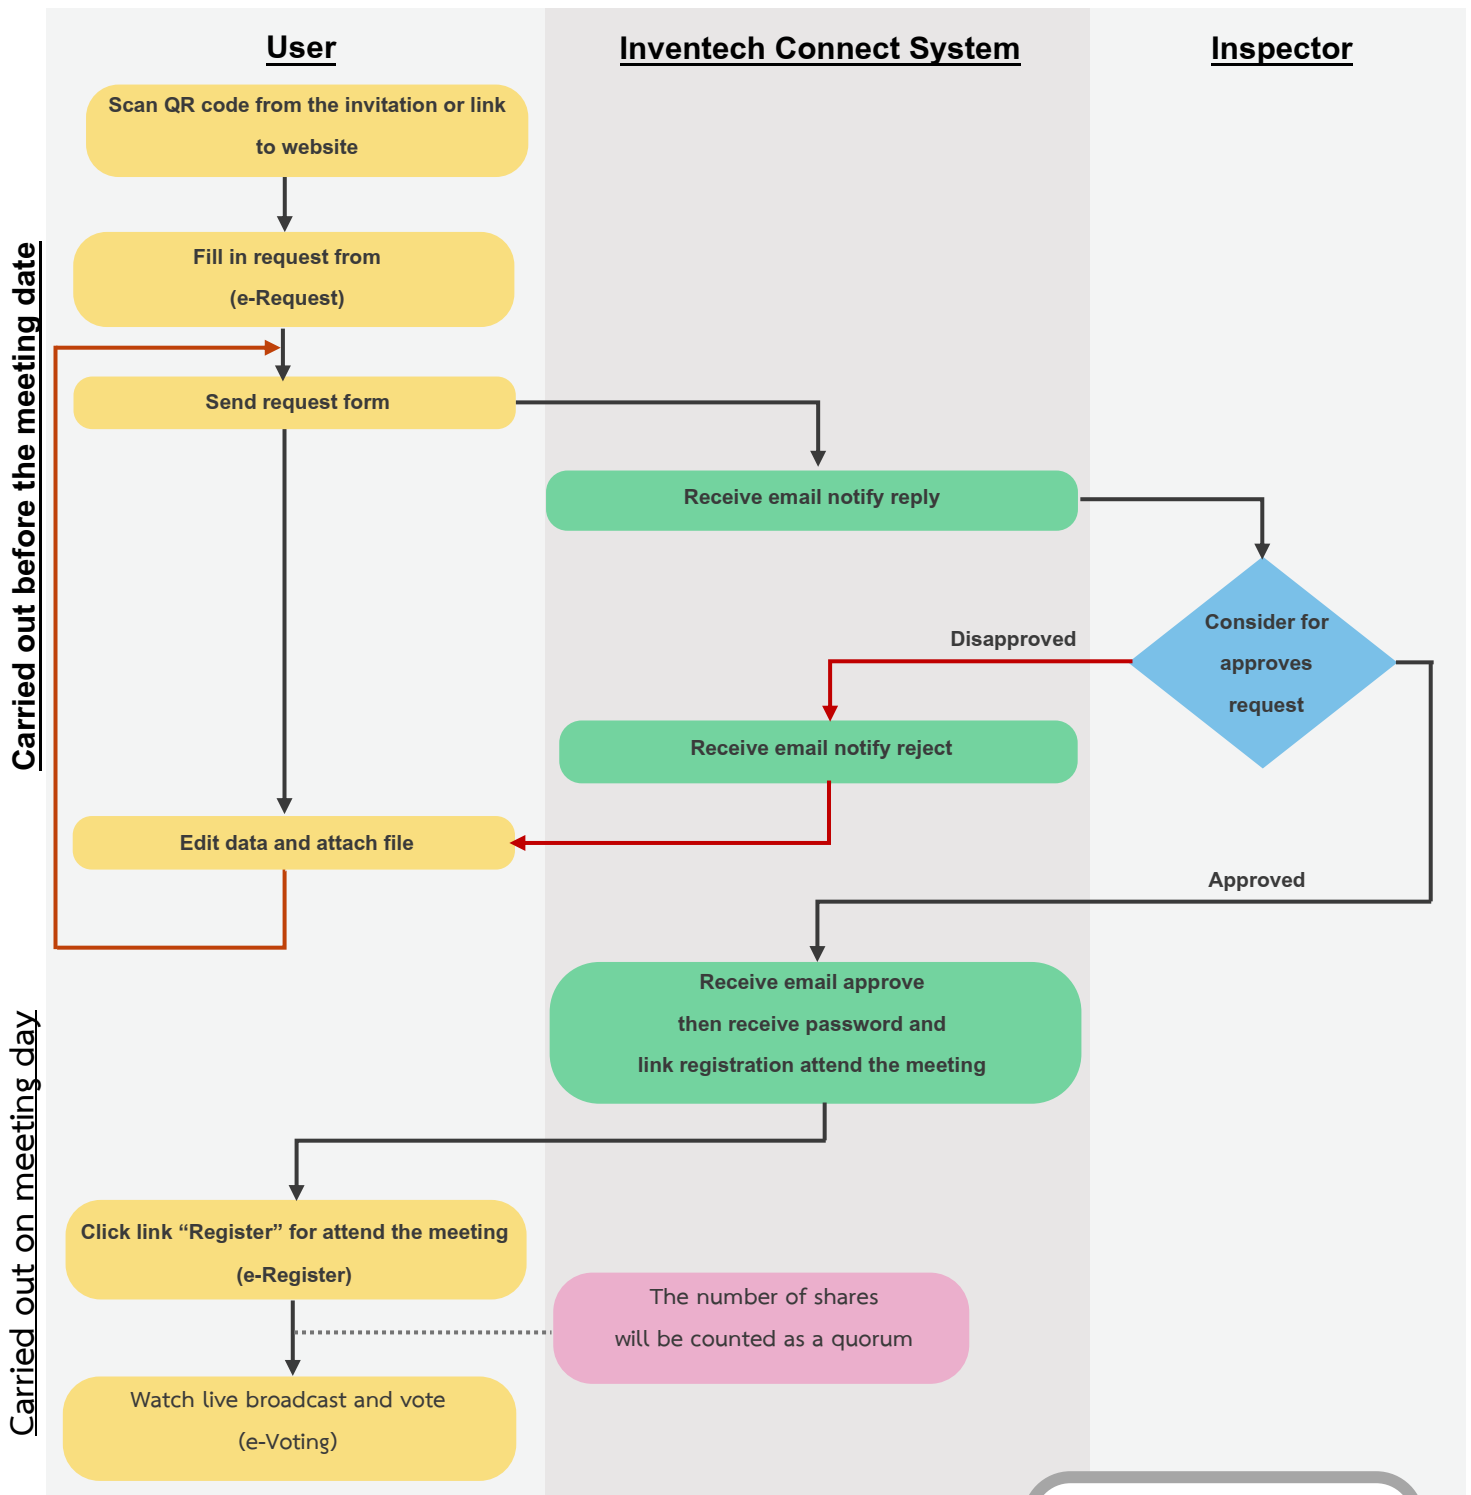 User
Inventech Connect System
Inspector
Scan QR code from the invitation or link
to website
Fill in request from
(e-Request)
Send request form
Receive email notify reply
Consider for
approves
request
Disapproved
Receive email notify reject
Edit data and attach file
Approved
Receive email approve
then receive password and
link registration attend the meeting
Click link “Register” for attend the meeting
(e-Register)
The number of shares
will be counted as a quorum
Watch live broadcast and vote
(e-Voting)
Carried out before the meeting date
Carried out on meeting day